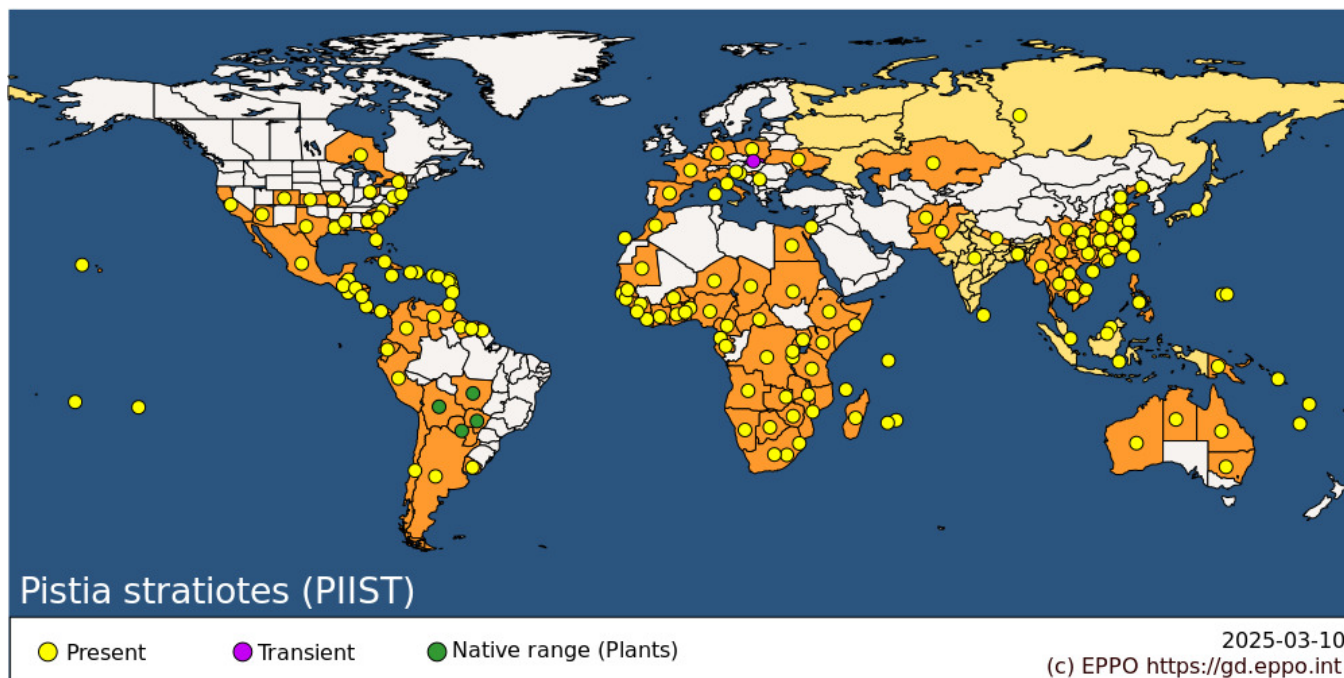 Pistia stratiotes (PIIST)
Present
Transient
Native range (Plants)
2025-03-10
(c) EPPO https://gd.eppo.int